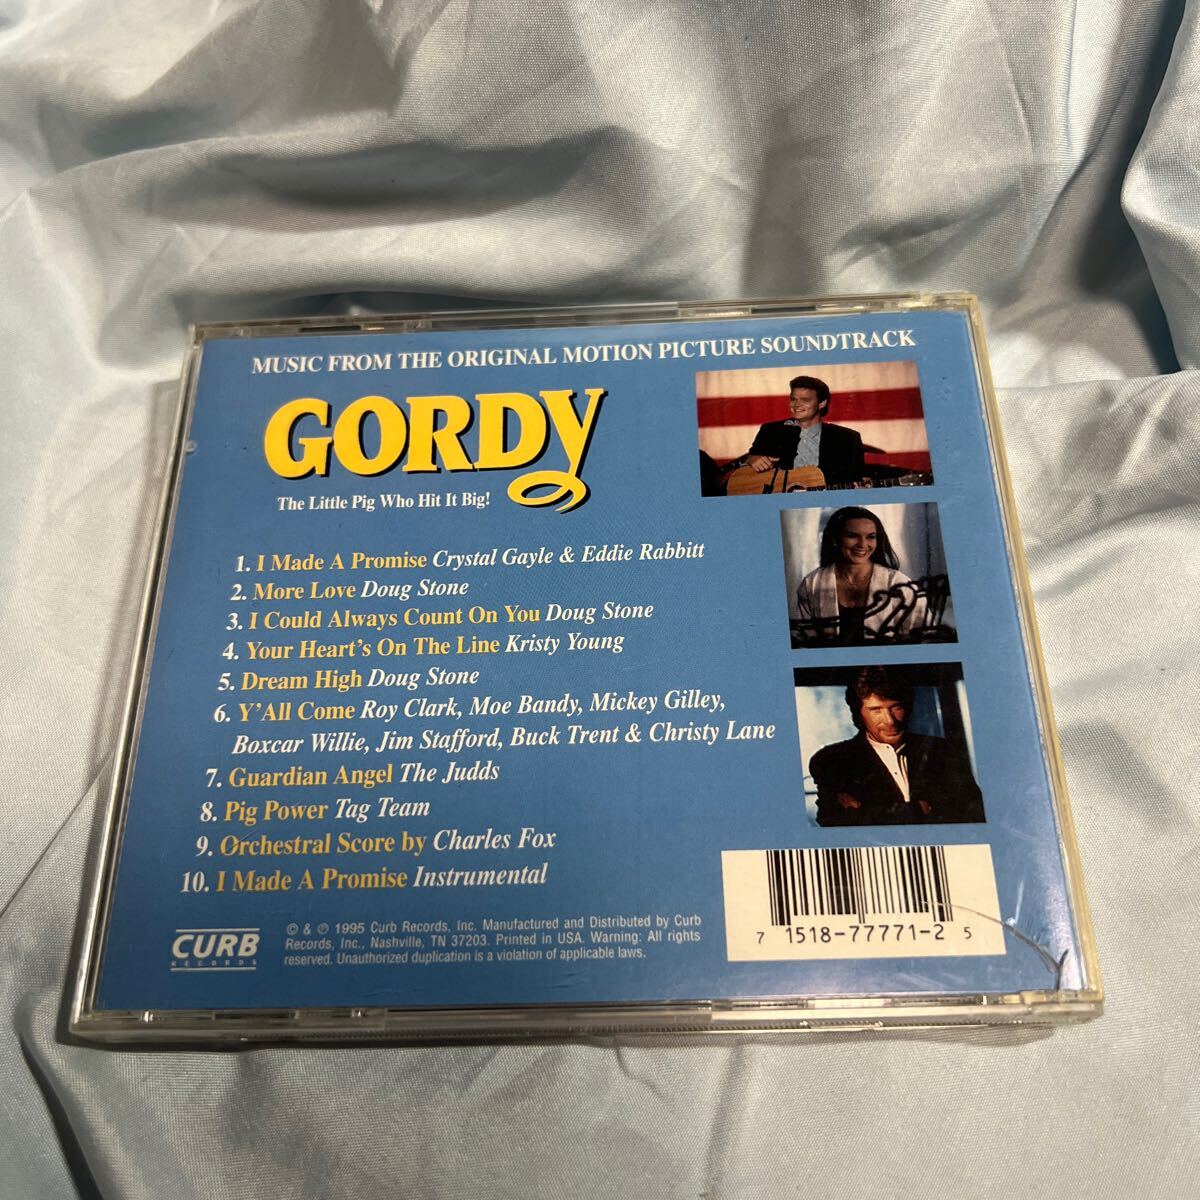 MUSIC FROM THE ORIGINAL MOTION PICTURE SOUNDTRACK
GORDY
The Little Pig Who Hit It Big!
1. I Made A Promise Crystal Gayle & Eddie Rabbitt
2. More Love Doug Stone
3. I Could Always Count On You Doug Stone
4. Your Heart's On The Line Kristy Young
5. Dream High Doug Stone
6. Y'All Come Roy Clark, Moe Bandy, Mickey Gilley,
Boxcar Willie, Jim Stafford, Buck Trent & Christy Lane
7. Guardian Angel The Judds
8. Pig Power Tag Team
9. Orchestral Score by Charles Fox
10. I Made A Promise Instrumental
CURB
RECORDS
© & ℗ 1995 Curb Records, Inc. Manufactured and Distributed by Curb
Records, Inc., Nashville, TN 37203. Printed in USA. Warning: All rights
reserved. Unauthorized duplication is a violation of applicable laws.
7 1518-77771-2 5